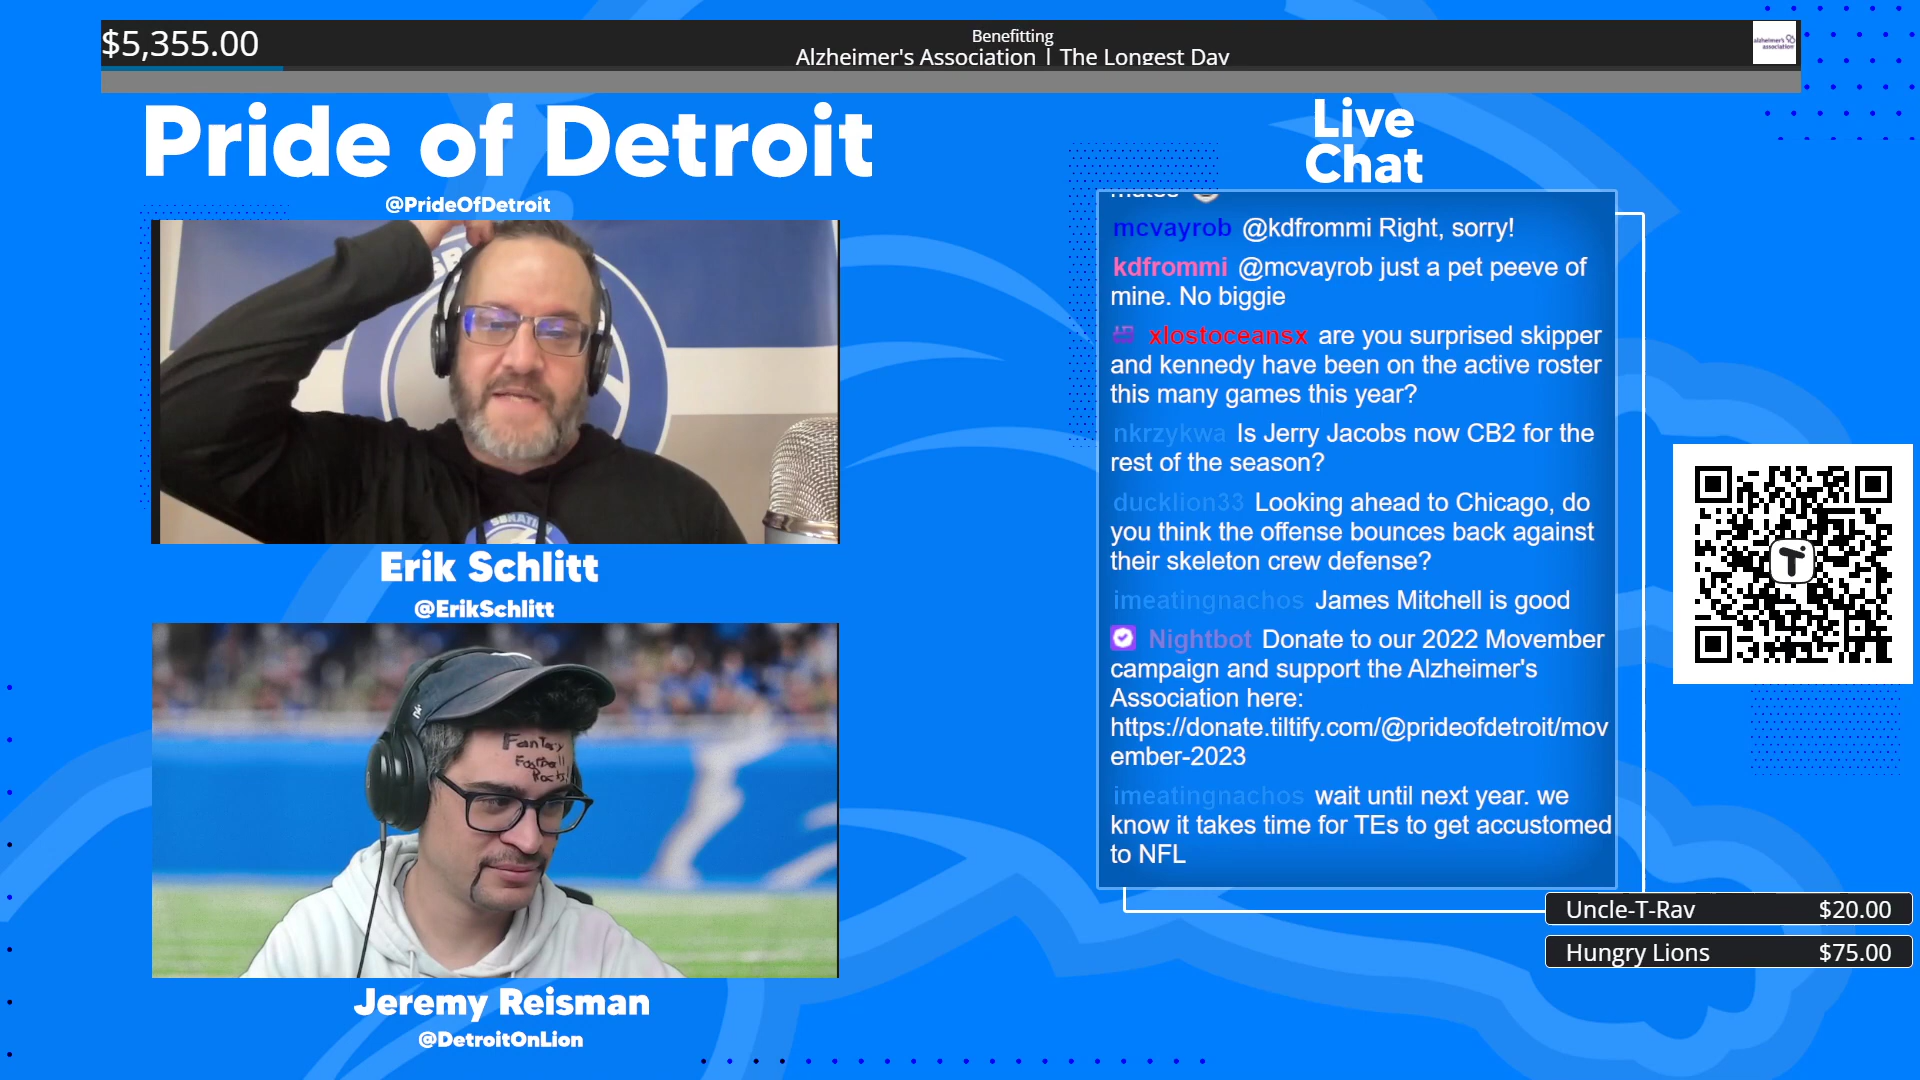 $5,355.00
Benefitting
Alzheimer's Association | The Longest Day
alzheimer's
association
Pride of Detroit
@PrideOfDetroit
Erik Schlitt
@ErikSchlitt
SBNATION
Fantasy
Football
Rocks!
Jeremy Reisman
@DetroitOnLion
Live
Chat
mcvayrob @kdfrommi Right, sorry!
kdfrommi @mcvayrob just a pet peeve of
mine. No biggie
xlostoceansx are you surprised skipper
and kennedy have been on the active roster
this many games this year?
nkrzykwa Is Jerry Jacobs now CB2 for the
rest of the season?
ducklion33 Looking ahead to Chicago, do
you think the offense bounces back against
their skeleton crew defense?
imeatingnachos James Mitchell is good
Nightbot Donate to our 2022 Movember
campaign and support the Alzheimer's
Association here:
https://donate.tiltify.com/@prideofdetroit/mov
ember-2023
imeatingnachos wait until next year. we
know it takes time for TEs to get accustomed
to NFL
Uncle-T-Rav $20.00
Hungry Lions $75.00